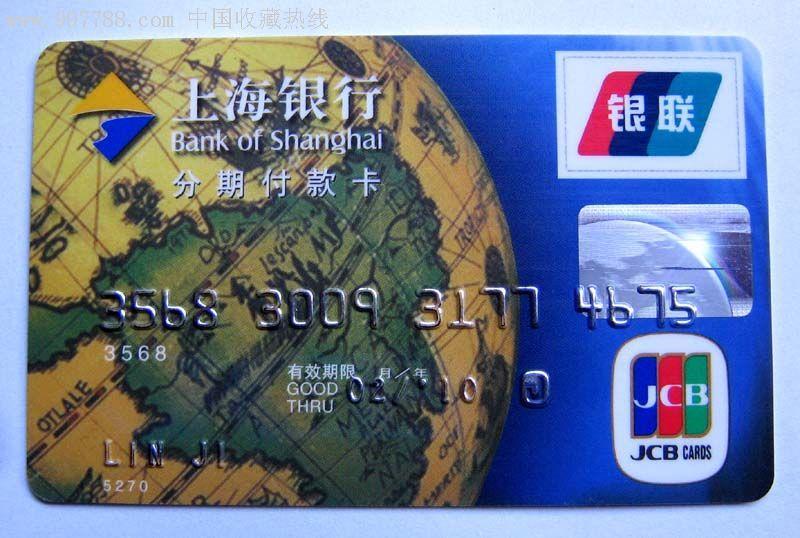 www.997788.com 中国收藏热线
上海银行
Bank of Shanghai
分期付款卡
银联
3568 3009 3177 4675
3568
有效期限 月/年
GOOD THRU 02/10 J
LIN JI
5270
OTLALE
TROPIC
JCB
JCB CARDS